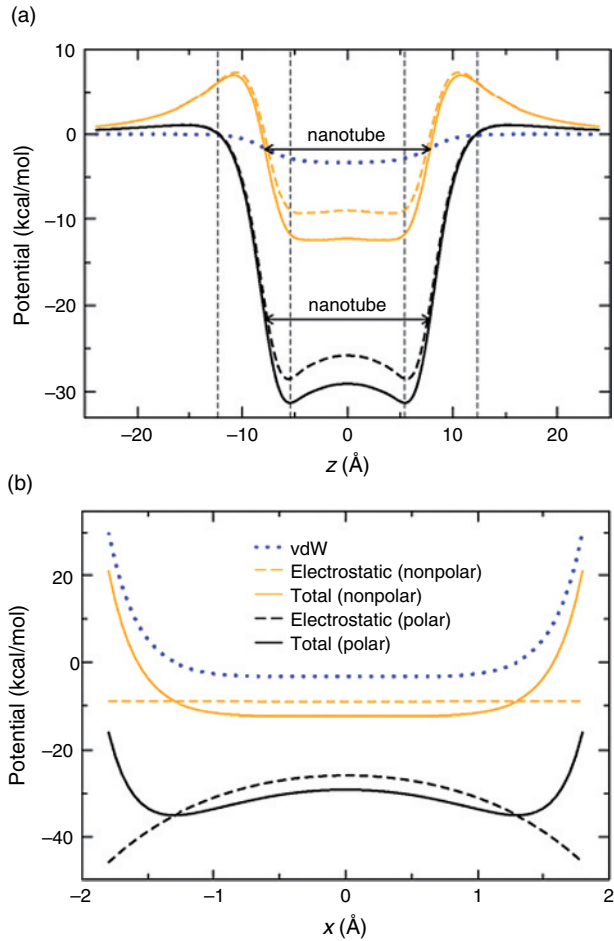 (a)
10
0
−10
−20
−30
Potential (kcal/mol)
nanotube
nanotube
−20
−10
0
10
20
z (Å)
(b)
20
0
−20
−40
−50
Potential (kcal/mol)
vdW
Electrostatic (nonpolar)
Total (nonpolar)
Electrostatic (polar)
Total (polar)
−2
−1
0
1
2
x (Å)